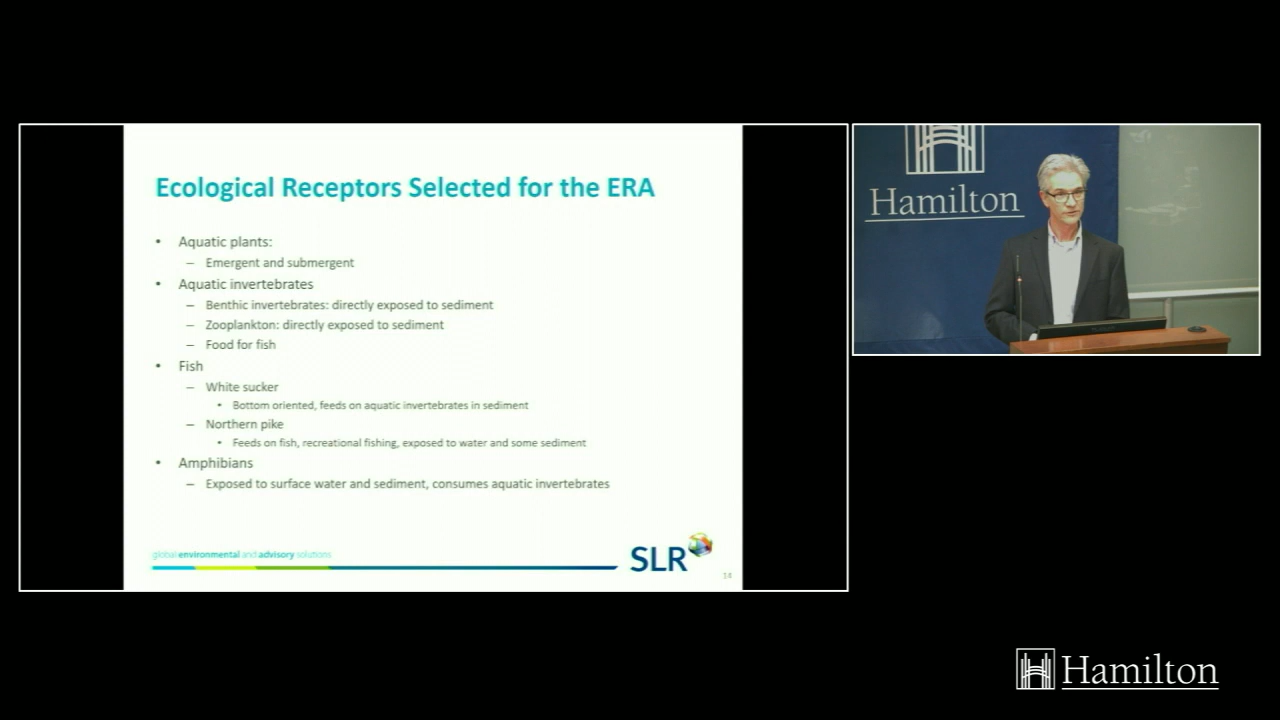 Ecological Receptors Selected for the ERA
• Aquatic plants:
– Emergent and submergent
• Aquatic invertebrates
– Benthic invertebrates: directly exposed to sediment
– Zooplankton: directly exposed to sediment
– Food for fish
• Fish
– White sucker
• Bottom oriented, feeds on aquatic invertebrates in sediment
– Northern pike
• Feeds on fish, recreational fishing, exposed to water and some sediment
• Amphibians
– Exposed to surface water and sediment, consumes aquatic invertebrates
global environmental and advisory solutions
SLR
14
Hamilton
Hamilton